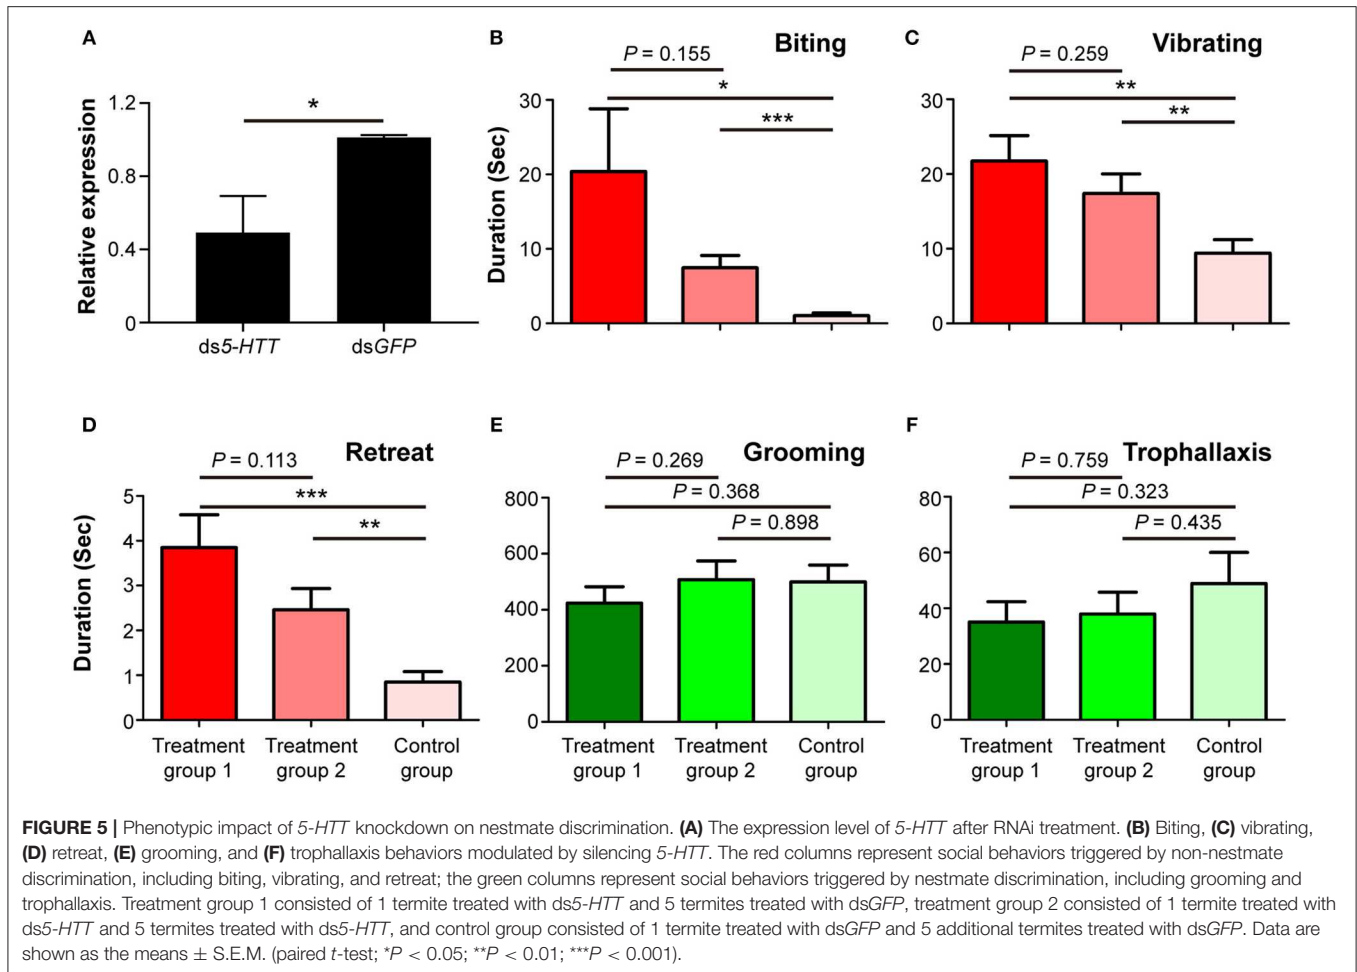 A
Relative expression
1.2
0.8
0.4
0
*
ds5-HTT
dsGFP
B
Biting
P = 0.155
*
***
Duration (Sec)
30
20
10
0
C
Vibrating
P = 0.259
**
**
30
20
10
0
D
Retreat
P = 0.113
***
**
Duration (Sec)
5
4
3
2
1
0
Treatment
group 1
Treatment
group 2
Control
group
E
Grooming
P = 0.269
P = 0.368
P = 0.898
800
600
400
200
0
Treatment
group 1
Treatment
group 2
Control
group
F
Trophallaxis
P = 0.759
P = 0.323
P = 0.435
80
60
40
20
0
Treatment
group 1
Treatment
group 2
Control
group
FIGURE 5 | Phenotypic impact of 5-HTT knockdown on nestmate discrimination. (A) The expression level of 5-HTT after RNAi treatment. (B) Biting, (C) vibrating,
(D) retreat, (E) grooming, and (F) trophallaxis behaviors modulated by silencing 5-HTT. The red columns represent social behaviors triggered by non-nestmate
discrimination, including biting, vibrating, and retreat; the green columns represent social behaviors triggered by nestmate discrimination, including grooming and
trophallaxis. Treatment group 1 consisted of 1 termite treated with ds5-HTT and 5 termites treated with dsGFP, treatment group 2 consisted of 1 termite treated with
ds5-HTT and 5 termites treated with ds5-HTT, and control group consisted of 1 termite treated with dsGFP and 5 additional termites treated with dsGFP. Data are
shown as the means ± S.E.M. (paired t-test; *P < 0.05; **P < 0.01; ***P < 0.001).